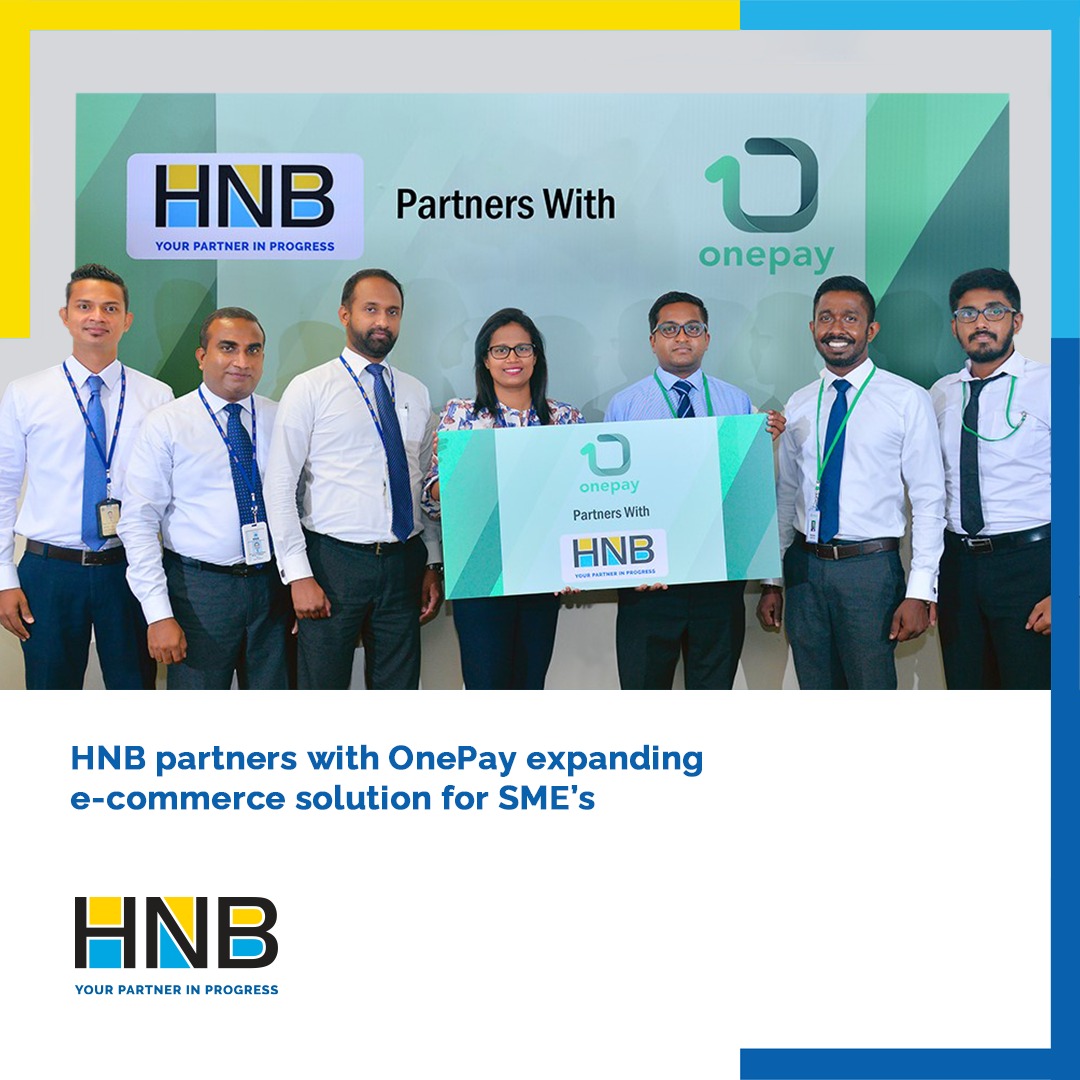 HNB
YOUR PARTNER IN PROGRESS
Partners With
onepay
onepay
Partners With
HNB
YOUR PARTNER IN PROGRESS
HNB partners with OnePay expanding
e-commerce solution for SME’s
HNB
YOUR PARTNER IN PROGRESS